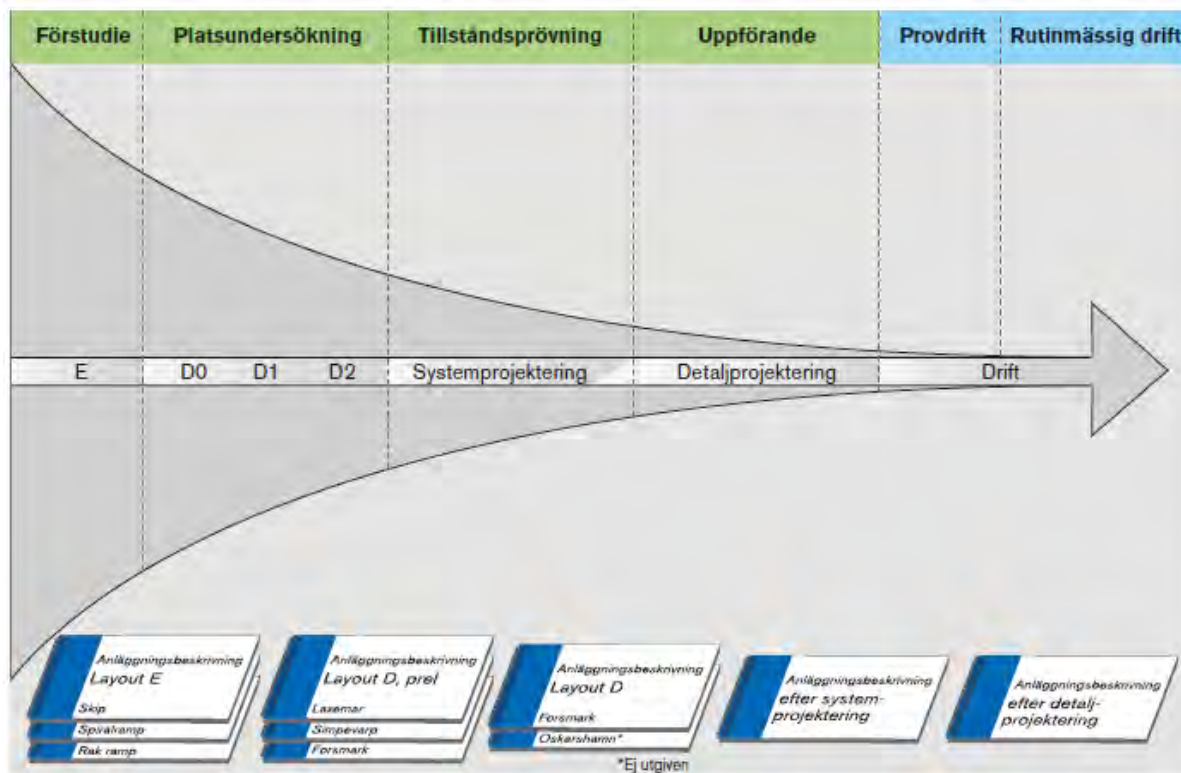 Förstudie Platsundersökning Tillståndsprövning Uppförande Provdrift Rutinmässig drift
E D0 D1 D2 Systemprojektering Detaljprojektering Drift
Anläggningsbeskrivning
Layout E
Skip
Spiralramp
Rak ramp
Anläggningsbeskrivning
Layout D, prel
Laxemar
Simpevarp
Forsmark
Anläggningsbeskrivning
Layout D
Forsmark
Oskarshamn*
*Ej utgiven
Anläggningsbeskrivning
efter system-
projektering
Anläggningsbeskrivning
efter detalj-
projektering